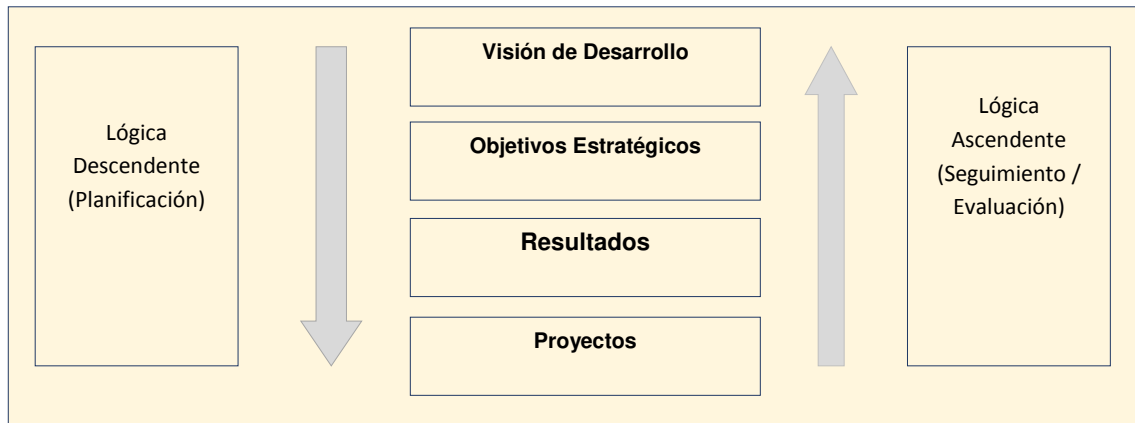 Lógica
Descendente
(Planificación)
Visión de Desarrollo
Objetivos Estratégicos
Resultados
Proyectos
Lógica
Ascendente
(Seguimiento /
Evaluación)